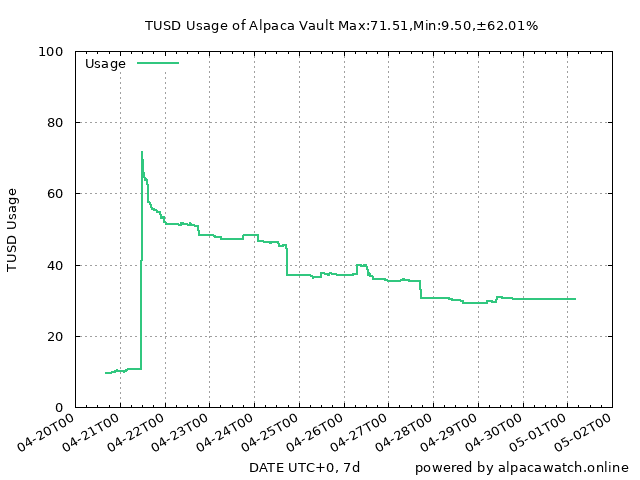 TUSD Usage of Alpaca Vault Max:71.51,Min:9.50,±62.01%
Usage
100
80
60
40
20
0
TUSD Usage
04-20T00
04-21T00
04-22T00
04-23T00
04-24T00
04-25T00
04-26T00
04-27T00
04-28T00
04-29T00
04-30T00
05-01T00
05-02T00
DATE UTC+0, 7d
powered by alpacawatch.online